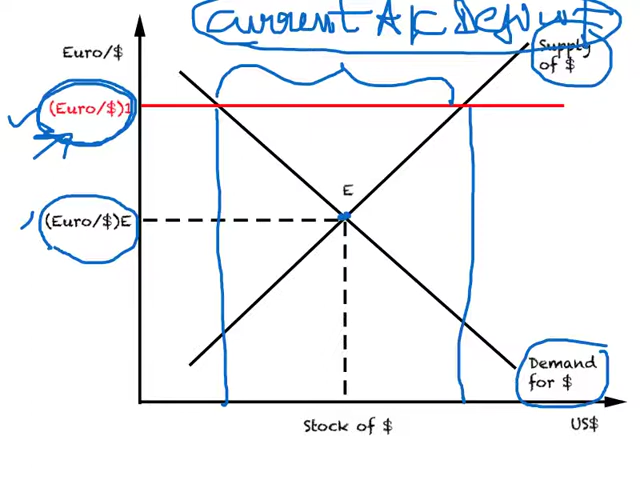 Current A/C Deficit
Euro/$
Supply
of $
(Euro/$)1
E
(Euro/$)E
Demand
for $
Stock of $
US$